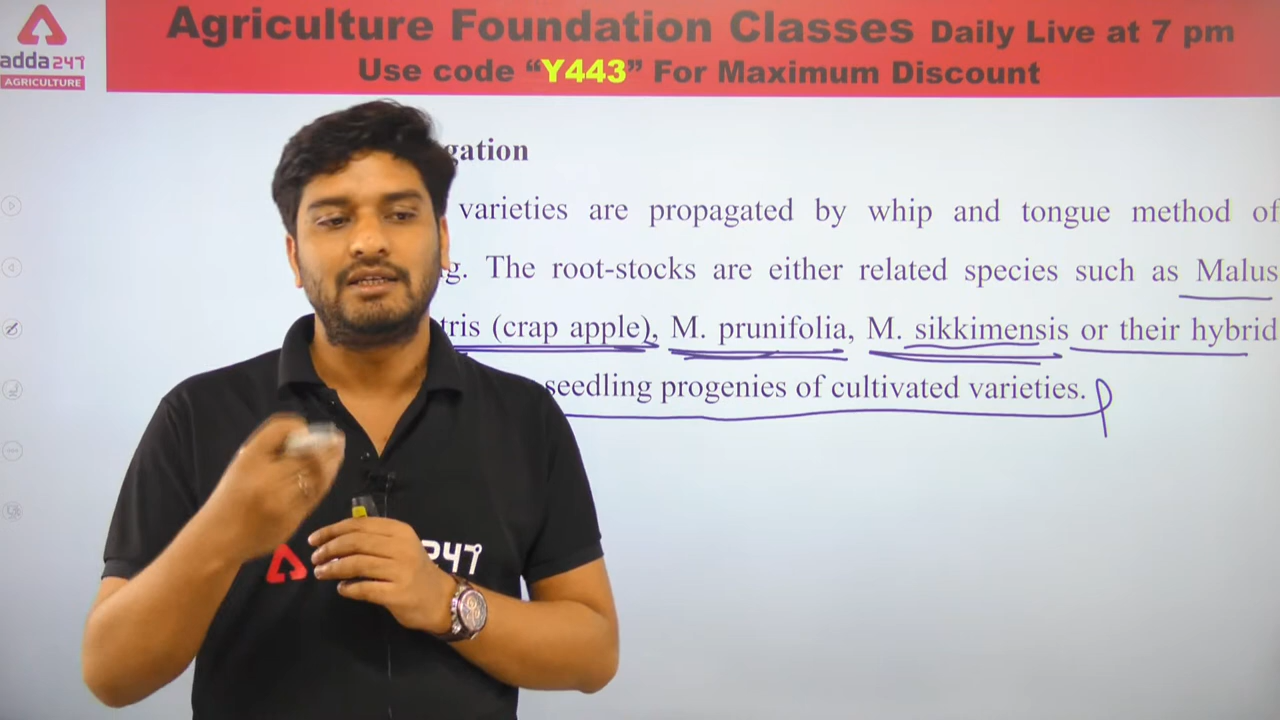 Agriculture Foundation Classes Daily Live at 7 pm
Use code “Y443” For Maximum Discount
adda247
AGRICULTURE
gation
varieties are propagated by whip and tongue method of
g. The root-stocks are either related species such as Malus
tris (crap apple), M. prunifolia, M. sikkimensis or their hybrid
seedling progenies of cultivated varieties.
247